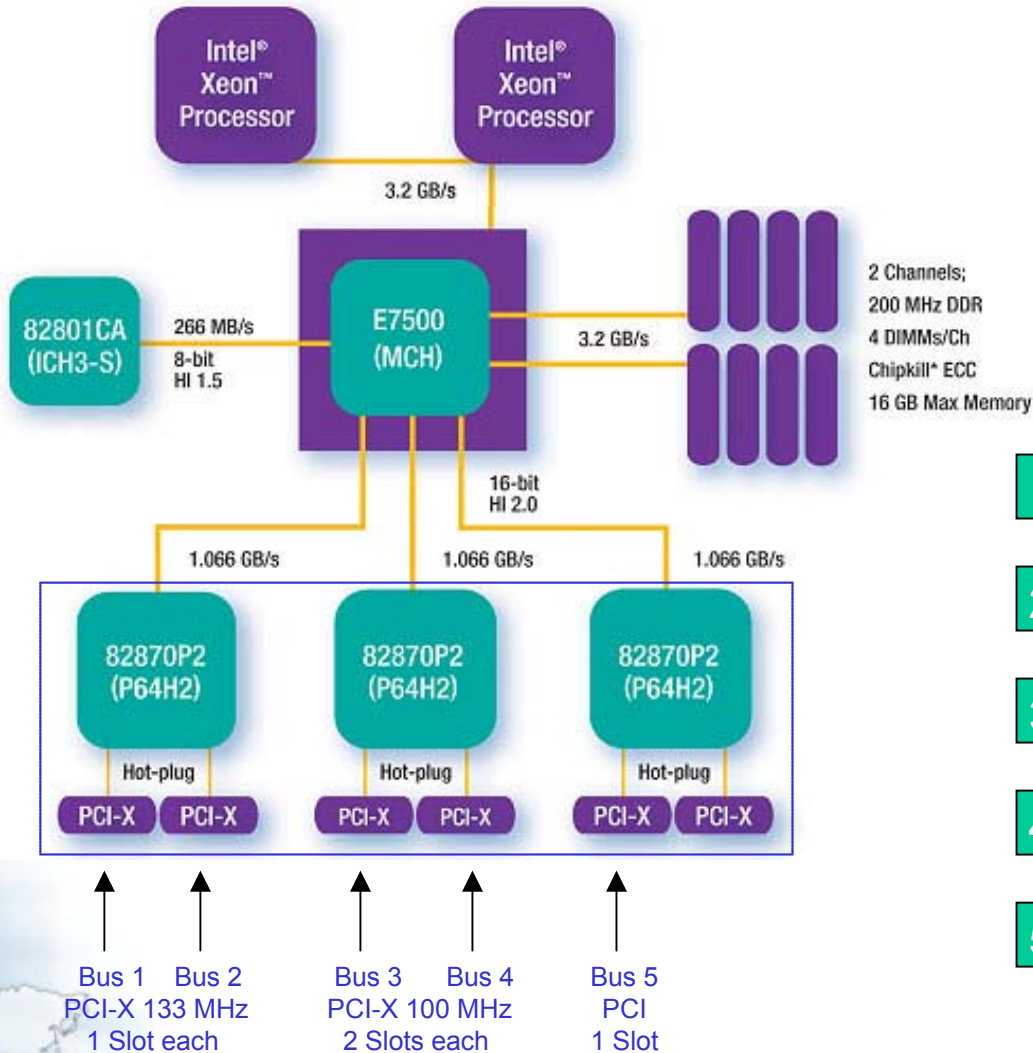 Intel®
Xeon™
Processor
Intel®
Xeon™
Processor
3.2 GB/s
82801CA
(ICH3-S)
266 MB/s
8-bit
HI 1.5
E7500
(MCH)
3.2 GB/s
2 Channels;
200 MHz DDR
4 DIMMs/Ch
Chipkill* ECC
16 GB Max Memory
16-bit
HI 2.0
1.066 GB/s
1.066 GB/s
1.066 GB/s
82870P2
(P64H2)
82870P2
(P64H2)
82870P2
(P64H2)
Hot-plug
Hot-plug
Hot-plug
PCI-X PCI-X
PCI-X PCI-X
PCI-X PCI-X
Bus 1 Bus 2
PCI-X 133 MHz
1 Slot each
Bus 3 Bus 4
PCI-X 100 MHz
2 Slots each
Bus 5
PCI
1 Slot